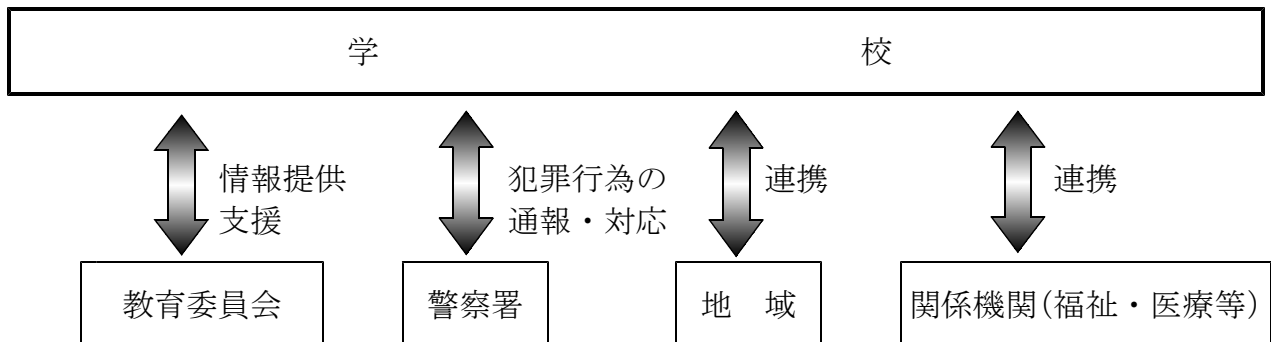 学 校
情報提供
支援
犯罪行為の
通報・対応
連携
連携
教育委員会
警察署
地 域
関係機関(福祉・医療等)